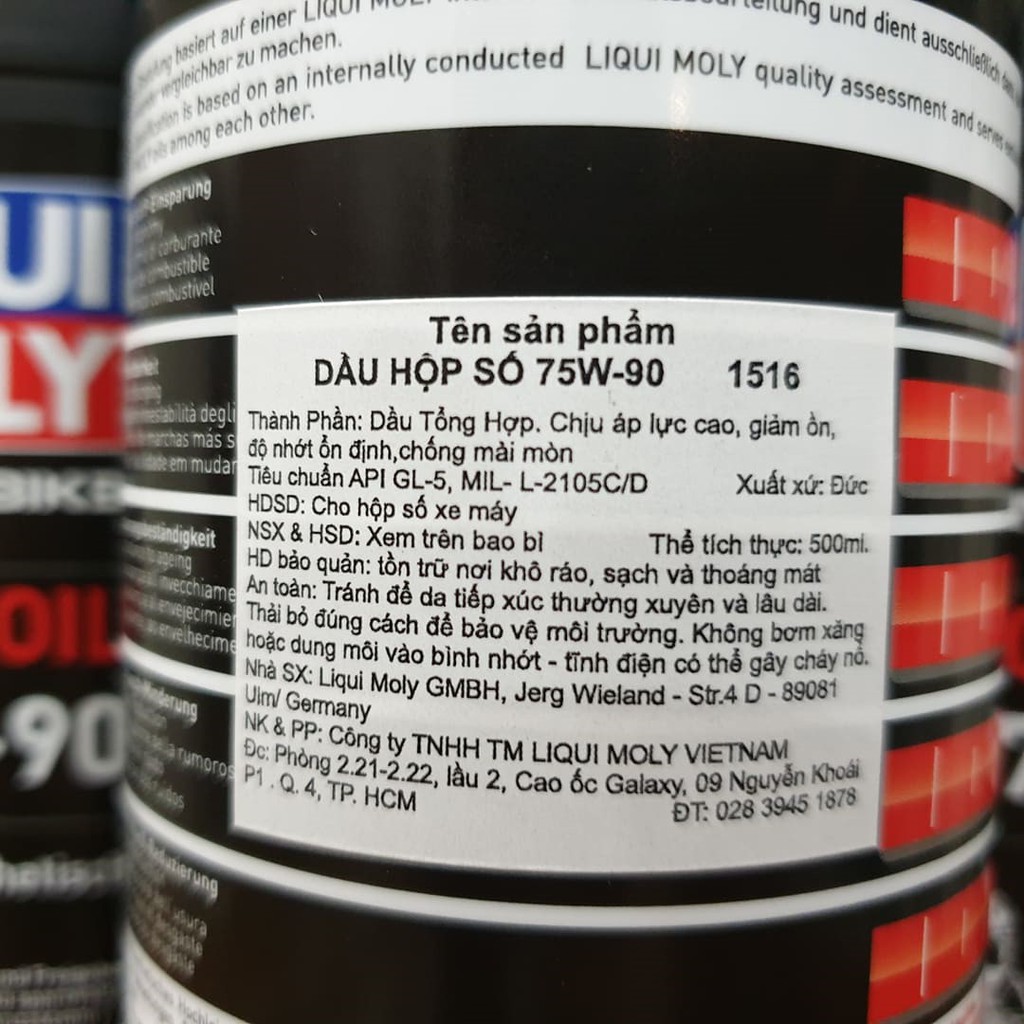 basiert auf einer LIQUI MOLY
und dient ausschließlich
vergleichbar zu machen.
is based on an internally conducted LIQUI MOLY quality assessment and serves
among each other.
Einsparung
carburante
combustível
UI
LY
BIKE
OIL
-90
Tên sản phẩm
DẦU HỘP SỐ 75W-90 1516
Thành Phần: Dầu Tổng Hợp. Chịu áp lực cao, giảm ồn,
độ nhớt ổn định,chống mài mòn
Tiêu chuẩn API GL-5, MIL- L-2105C/D Xuất xứ: Đức
HDSD: Cho hộp số xe máy
NSX & HSD: Xem trên bao bì Thể tích thực: 500ml.
HD bảo quản: tồn trữ nơi khô ráo, sạch và thoáng mát
An toàn: Tránh để da tiếp xúc thường xuyên và lâu dài.
Thải bỏ đúng cách để bảo vệ môi trường. Không bơm xăng
hoặc dung môi vào bình nhớt - tĩnh điện có thể gây cháy nổ.
Nhà SX: Liqui Moly GMBH, Jerg Wieland - Str.4 D - 89081
Ulm/ Germany
NK & PP: Công ty TNHH TM LIQUI MOLY VIETNAM
Đc: Phòng 2.21-2.22, lầu 2, Cao ốc Galaxy, 09 Nguyễn Khoái
P1 . Q. 4, TP. HCM ĐT: 028 3945 1878